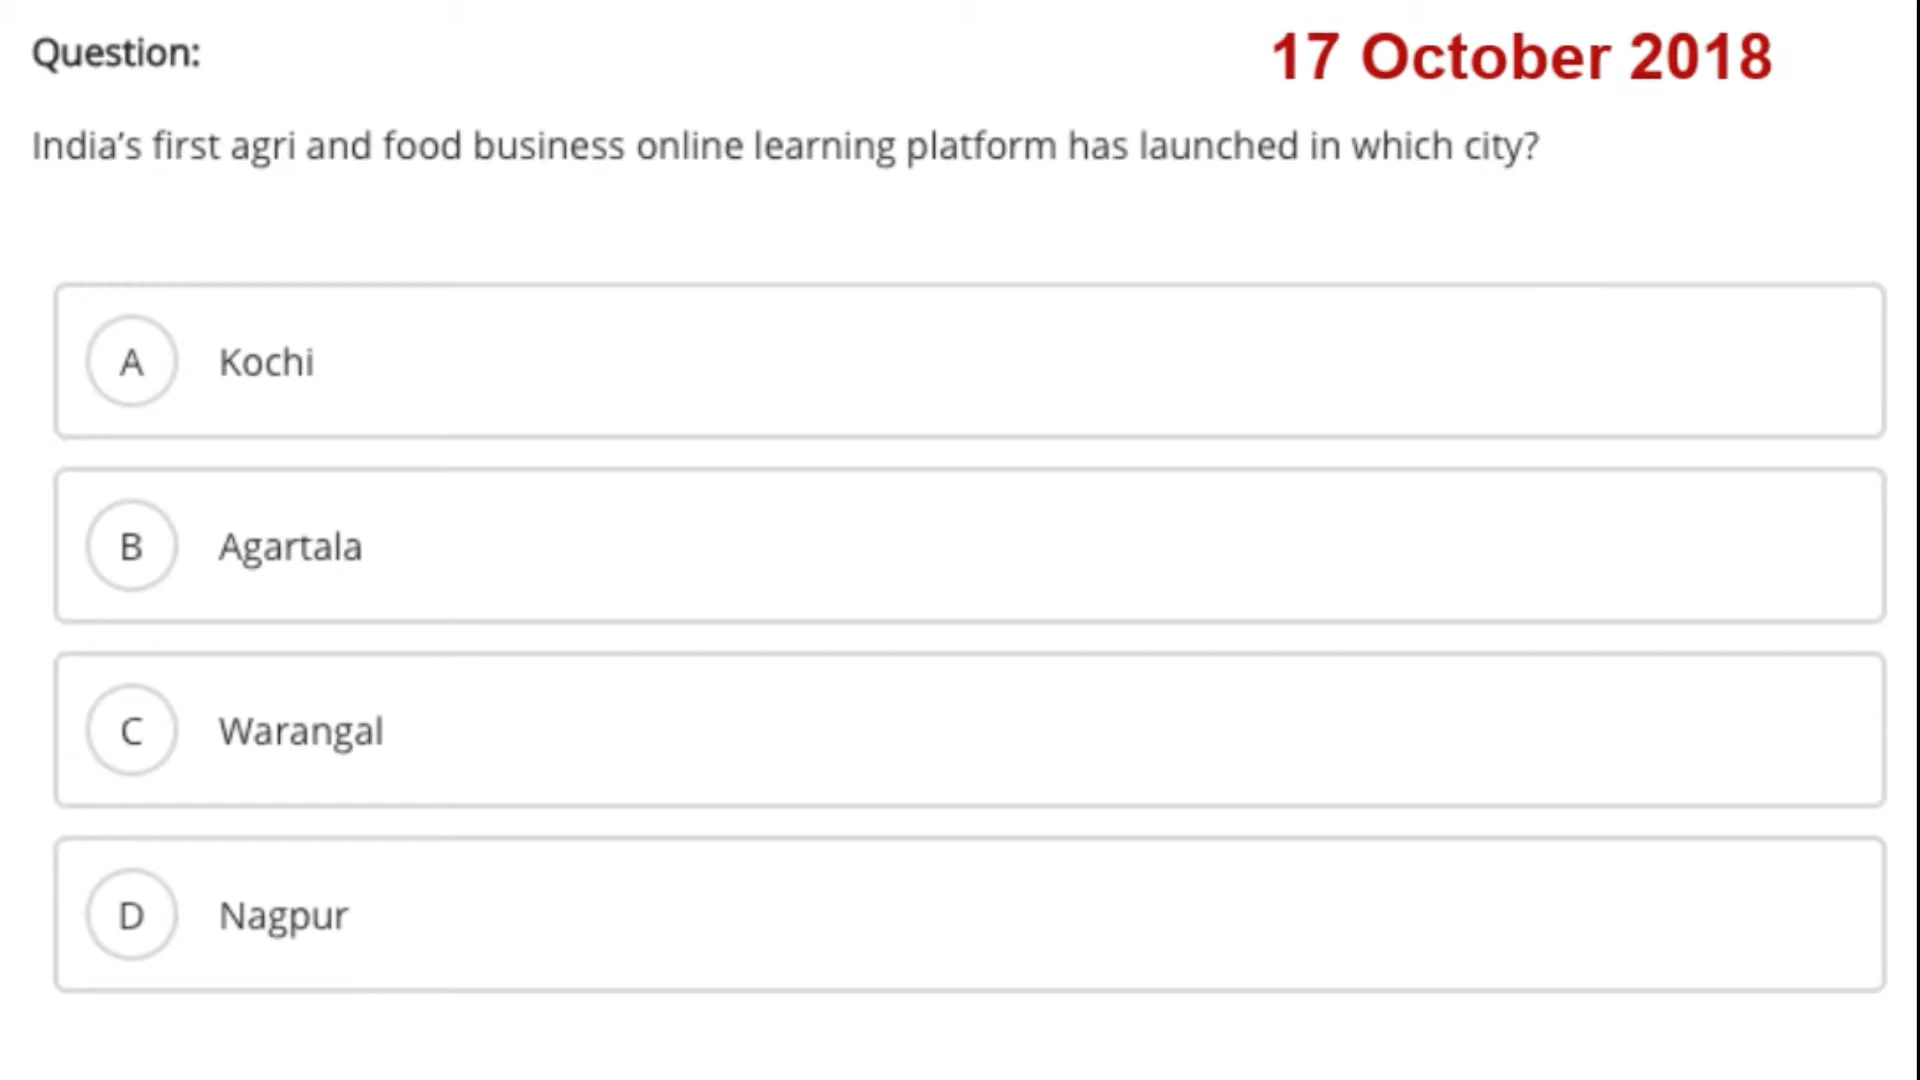 Question:
17 October 2018
India's first agri and food business online learning platform has launched in which city?
A Kochi
B Agartala
C Warangal
D Nagpur